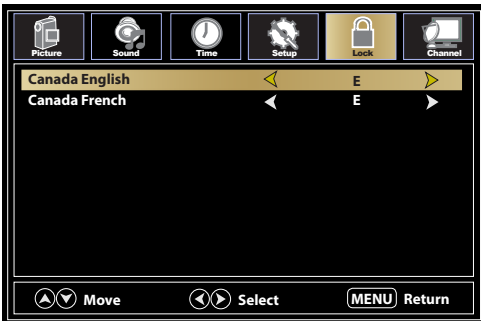 Picture Sound Time Setup Lock Channel
Canada English E
Canada French E
Move Select MENU Return